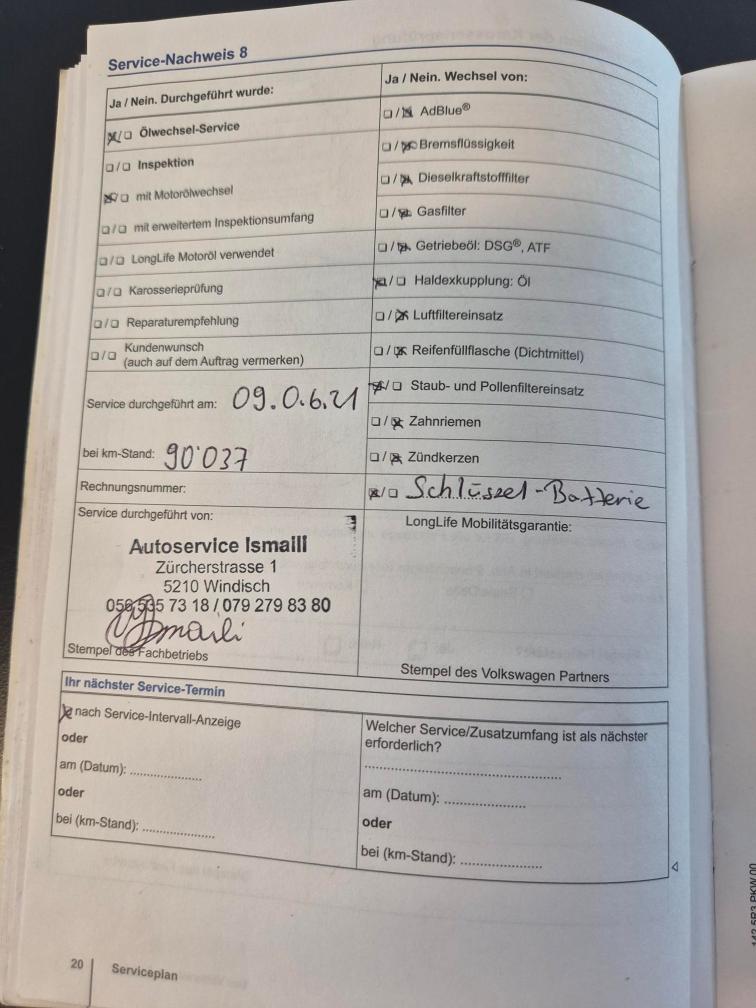 Service-Nachweis 8
Ja / Nein. Durchgeführt wurde:
☒/☐ Ölwechsel-Service
☐/☐ Inspektion
☒/☐ mit Motorölwechsel
☐/☐ mit erweitertem Inspektionsumfang
☐/☐ LongLife Motoröl verwendet
☐/☐ Karosserieprüfung
☐/☐ Reparaturempfehlung
☐/☐ Kundenwunsch
(auch auf dem Auftrag vermerken)
Service durchgeführt am: 09.0.6.21
bei km-Stand: 90'037
Rechnungsnummer:
Service durchgeführt von:
Autoservice Ismaili
Zürcherstrasse 1
5210 Windisch
056 535 73 18 / 079 279 83 80
Ismaili
Stempel des Fachbetriebs
Ja / Nein. Wechsel von:
☐/☒ AdBlue®
☐/☒ Bremsflüssigkeit
☐/☒ Dieselkraftstofffilter
☐/☒ Gasfilter
☐/☒ Getriebeöl: DSG®, ATF
☒/☐ Haldexkupplung: Öl
☐/☒ Luftfiltereinsatz
☐/☒ Reifenfüllflasche (Dichtmittel)
☒/☐ Staub- und Pollenfiltereinsatz
☐/☒ Zahnriemen
☐/☒ Zündkerzen
☒/☐ Schlüssel-Batterie
LongLife Mobilitätsgarantie:
Stempel des Volkswagen Partners
Ihr nächster Service-Termin
☒ nach Service-Intervall-Anzeige
oder
am (Datum): ....................
oder
bei (km-Stand): ....................
Welcher Service/Zusatzumfang ist als nächster
erforderlich?
......................................................
am (Datum): ......................
oder
bei (km-Stand): ......................
20
Serviceplan